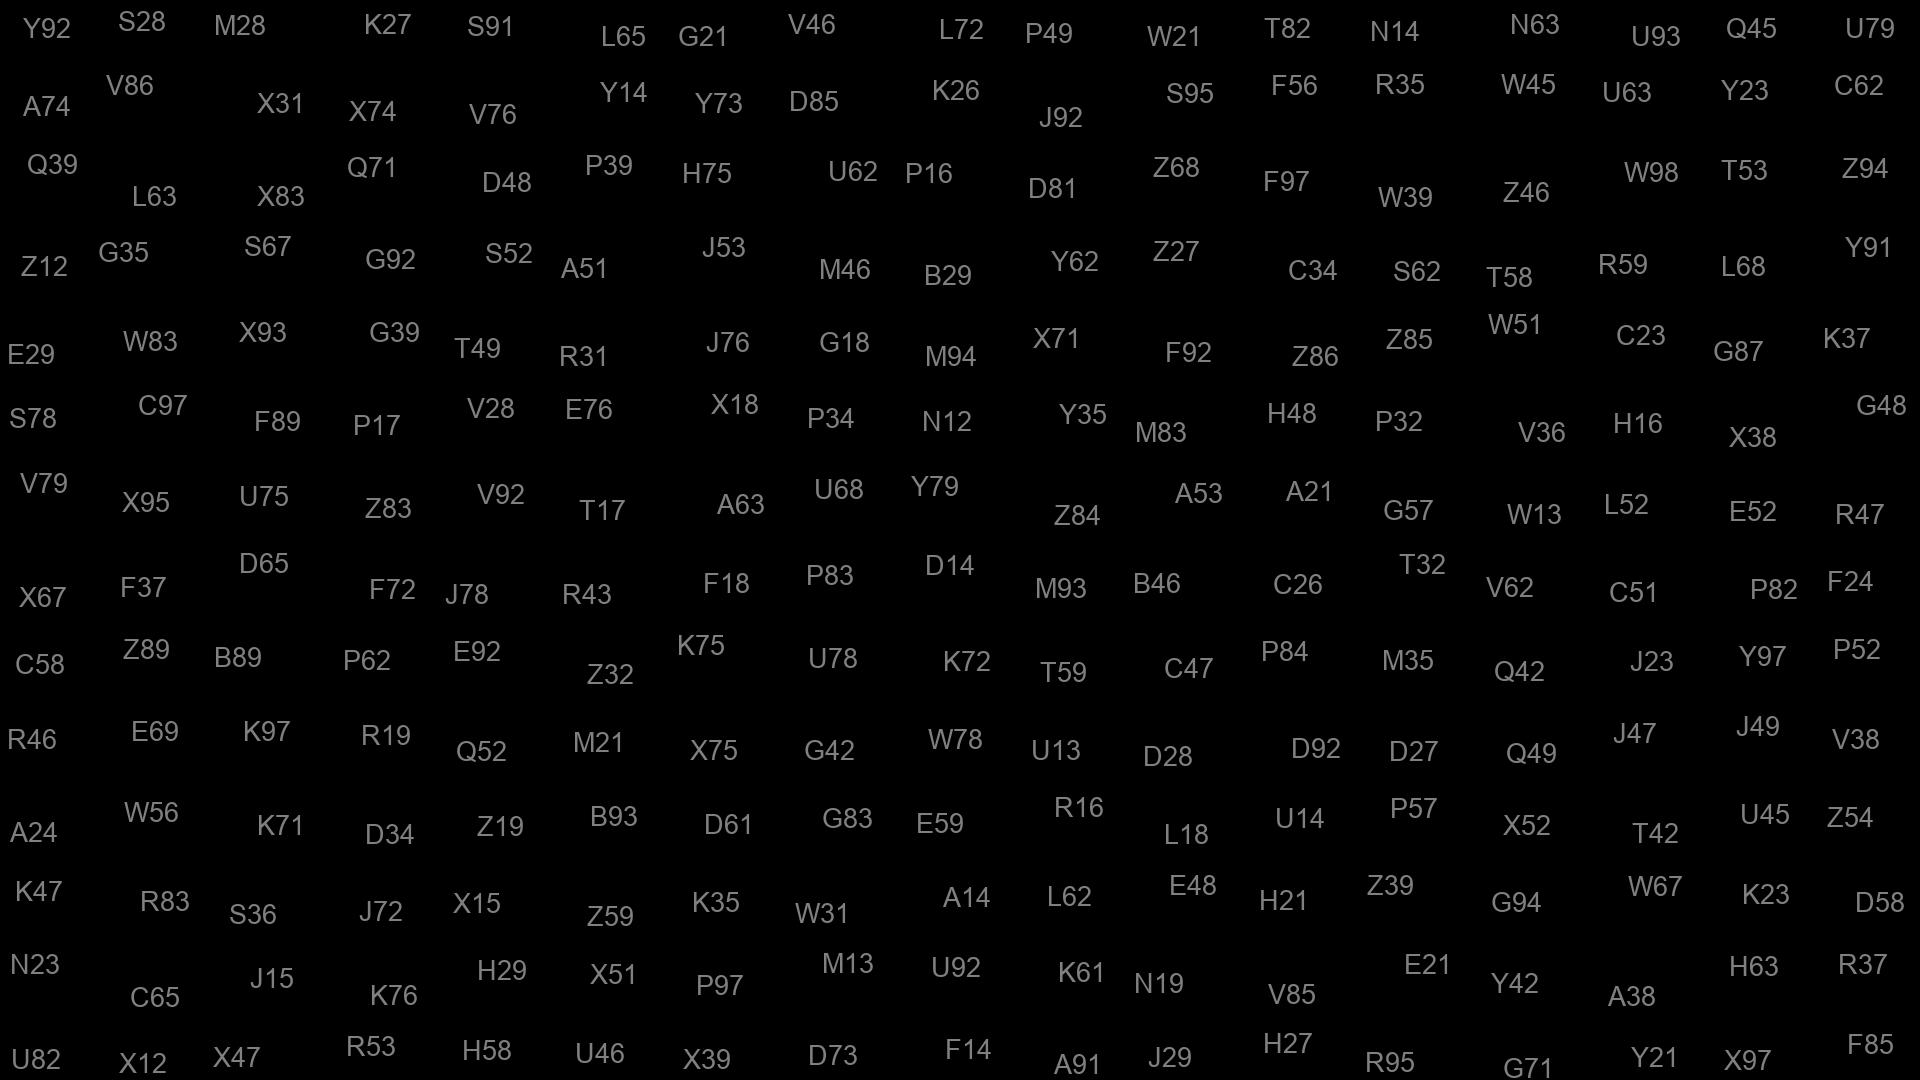 Y92 S28 M28 K27 S91 L65 G21 V46 L72 P49 W21 T82 N14 N63 U93 Q45 U79
A74 V86 X31 X74 V76 Y14 Y73 D85 K26 J92 S95 F56 R35 W45 U63 Y23 C62
Q39 L63 X83 Q71 D48 P39 H75 U62 P16 D81 Z68 F97 W39 Z46 W98 T53 Z94
Z12 G35 S67 G92 S52 A51 J53 M46 B29 Y62 Z27 C34 S62 T58 R59 L68 Y91
E29 W83 X93 G39 T49 R31 J76 G18 M94 X71 F92 Z86 Z85 W51 C23 G87 K37
S78 C97 F89 P17 V28 E76 X18 P34 N12 Y35 M83 H48 P32 V36 H16 X38 G48
V79 X95 U75 Z83 V92 T17 A63 U68 Y79 Z84 A53 A21 G57 W13 L52 E52 R47
X67 F37 D65 F72 J78 R43 F18 P83 D14 M93 B46 C26 T32 V62 C51 P82 F24
C58 Z89 B89 P62 E92 Z32 K75 U78 K72 T59 C47 P84 M35 Q42 J23 Y97 P52
R46 E69 K97 R19 Q52 M21 X75 G42 W78 U13 D28 D92 D27 Q49 J47 J49 V38
A24 W56 K71 D34 Z19 B93 D61 G83 E59 R16 L18 U14 P57 X52 T42 U45 Z54
K47 R83 S36 J72 X15 Z59 K35 W31 A14 L62 E48 H21 Z39 G94 W67 K23 D58
N23 C65 J15 K76 H29 X51 P97 M13 U92 K61 N19 V85 E21 Y42 A38 H63 R37
U82 X12 X47 R53 H58 U46 X39 D73 F14 A91 J29 H27 R95 G71 Y21 X97 F85